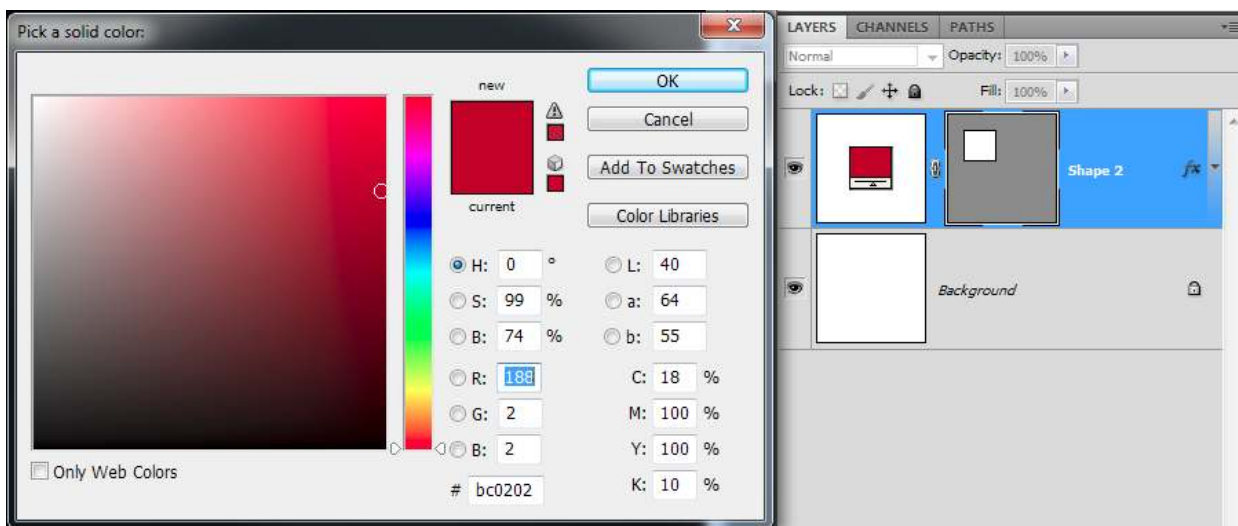 Pick a solid color:
new
current
OK
Cancel
Add To Swatches
Color Libraries
H: 0 °
S: 99 %
B: 74 %
R: 188
G: 2
B: 2
# bc0202
L: 40
a: 64
b: 55
C: 18 %
M: 100 %
Y: 100 %
K: 10 %
Only Web Colors
LAYERS CHANNELS PATHS
Normal Opacity: 100%
Lock: Fill: 100%
Shape 2 fx
Background